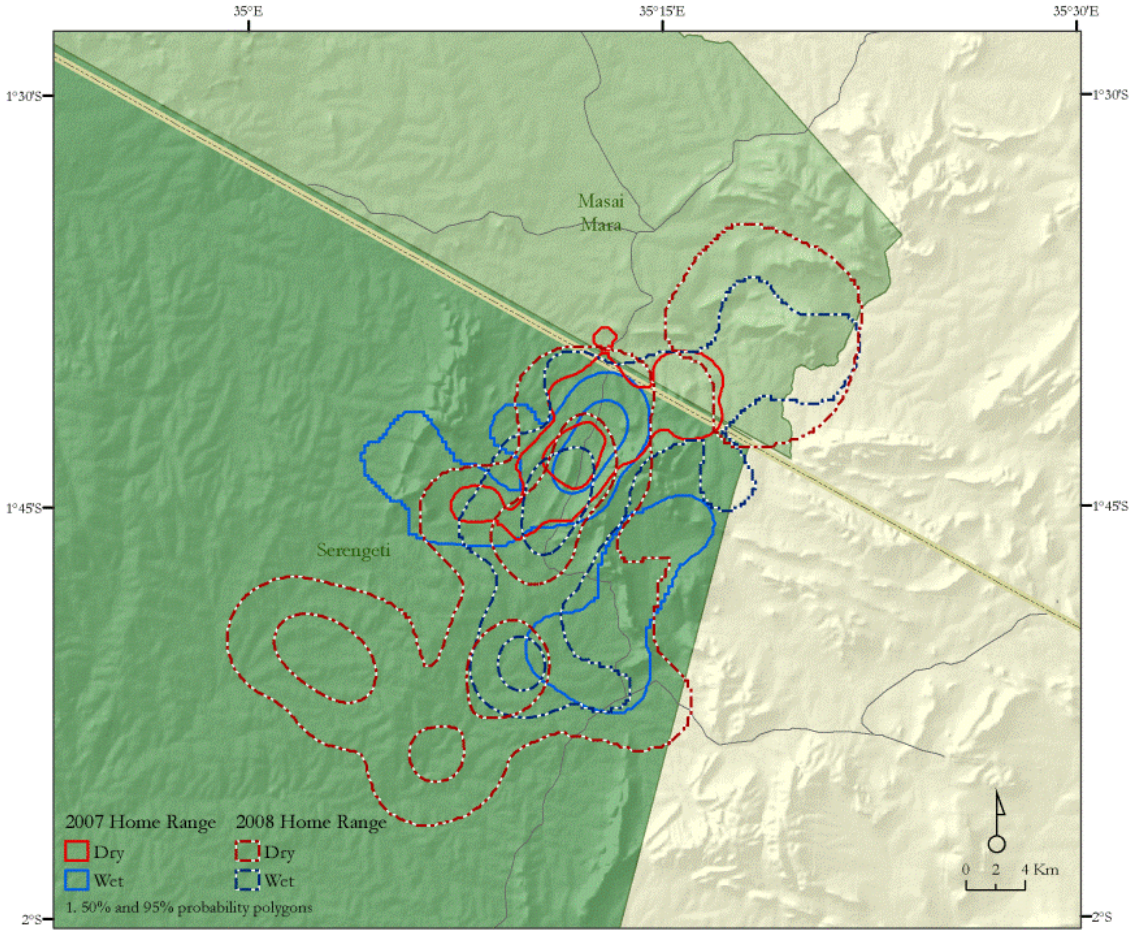 35°E
35°15'E
35°30'E
1°30'S
1°30'S
Masai
Mara
1°45'S
1°45'S
Serengeti
2007 Home Range
2008 Home Range
Dry
Dry
Wet
Wet
1. 50% and 95% probability polygons
0 2 4 Km
2°S
2°S